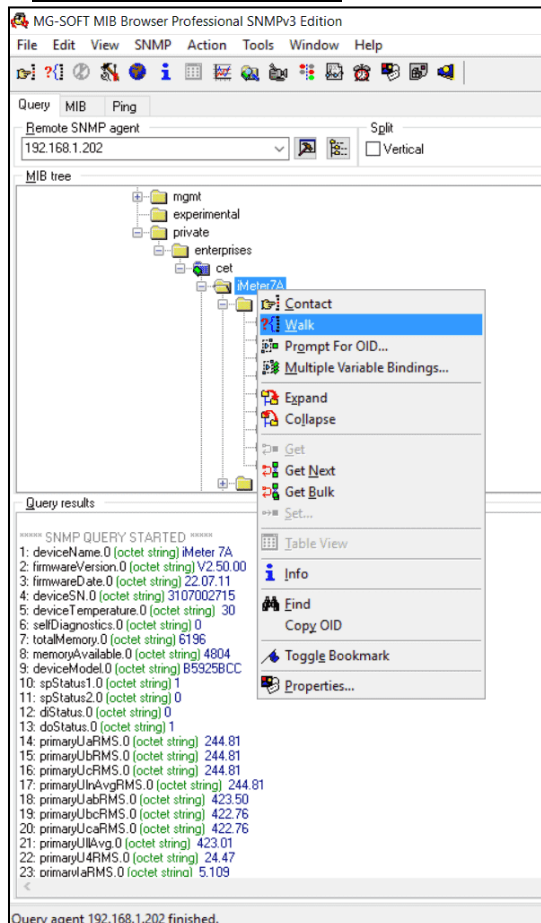 MG-SOFT MIB Browser Professional SNMPv3 Edition
File Edit View SNMP Action Tools Window Help
Query MIB Ping
Remote SNMP agent Split
192.168.1.202 Vertical
MIB tree
mgmt
experimental
private
enterprises
cet
iMeter7A
Contact
Walk
Prompt For OID...
Multiple Variable Bindings...
Expand
Collapse
Get
Get Next
Get Bulk
Set...
Table View
Info
Find
Copy OID
Toggle Bookmark
Properties...
Query results
***** SNMP QUERY STARTED *****
1: deviceName.0 (octet string) iMeter 7A
2: firmwareVersion.0 (octet string) V2.50.00
3: firmwareDate.0 (octet string) 22.07.11
4: deviceSN.0 (octet string) 3107002715
5: deviceTemperature.0 (octet string) 30
6: selfDiagnostics.0 (octet string) 0
7: totalMemory.0 (octet string) 6196
8: memoryAvailable.0 (octet string) 4804
9: deviceModel.0 (octet string) B5925BCC
10: spStatus1.0 (octet string) 1
11: spStatus2.0 (octet string) 0
12: diStatus.0 (octet string) 0
13: doStatus.0 (octet string) 1
14: primaryUaRMS.0 (octet string) 244.81
15: primaryUbRMS.0 (octet string) 244.81
16: primaryUcRMS.0 (octet string) 244.81
17: primaryUlnAvgRMS.0 (octet string) 244.81
18: primaryUabRMS.0 (octet string) 423.50
19: primaryUbcRMS.0 (octet string) 422.76
20: primaryUcaRMS.0 (octet string) 422.76
21: primaryUllAvg.0 (octet string) 423.01
22: primaryU4RMS.0 (octet string) 24.47
23: primaryIaRMS.0 (octet string) 5.109
Query agent 192.168.1.202 finished.